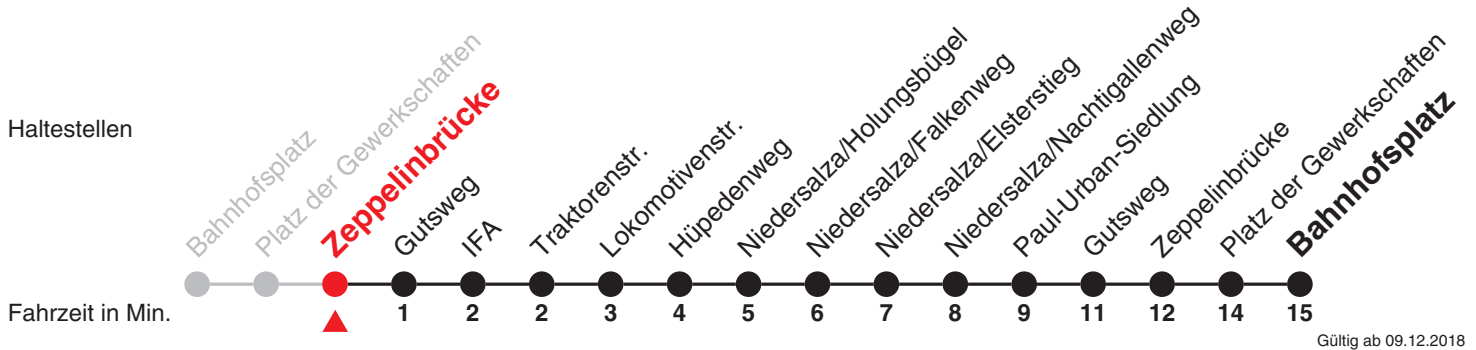 Haltestellen
Bahnhofsplatz
Platz der Gewerkschaften
Zeppelinbrücke
Gutsweg
IFA
Traktorenstr.
Lokomotivenstr.
Hüpedenweg
Niedersalza/Holungsbügel
Niedersalza/Falkenweg
Niedersalza/Elsterstieg
Niedersalza/Nachtigallenweg
Paul-Urban-Siedlung
Gutsweg
Zeppelinbrücke
Platz der Gewerkschaften
Bahnhofsplatz
Fahrzeit in Min. 1 2 2 3 4 5 6 7 8 9 11 12 14 15
Gültig ab 09.12.2018